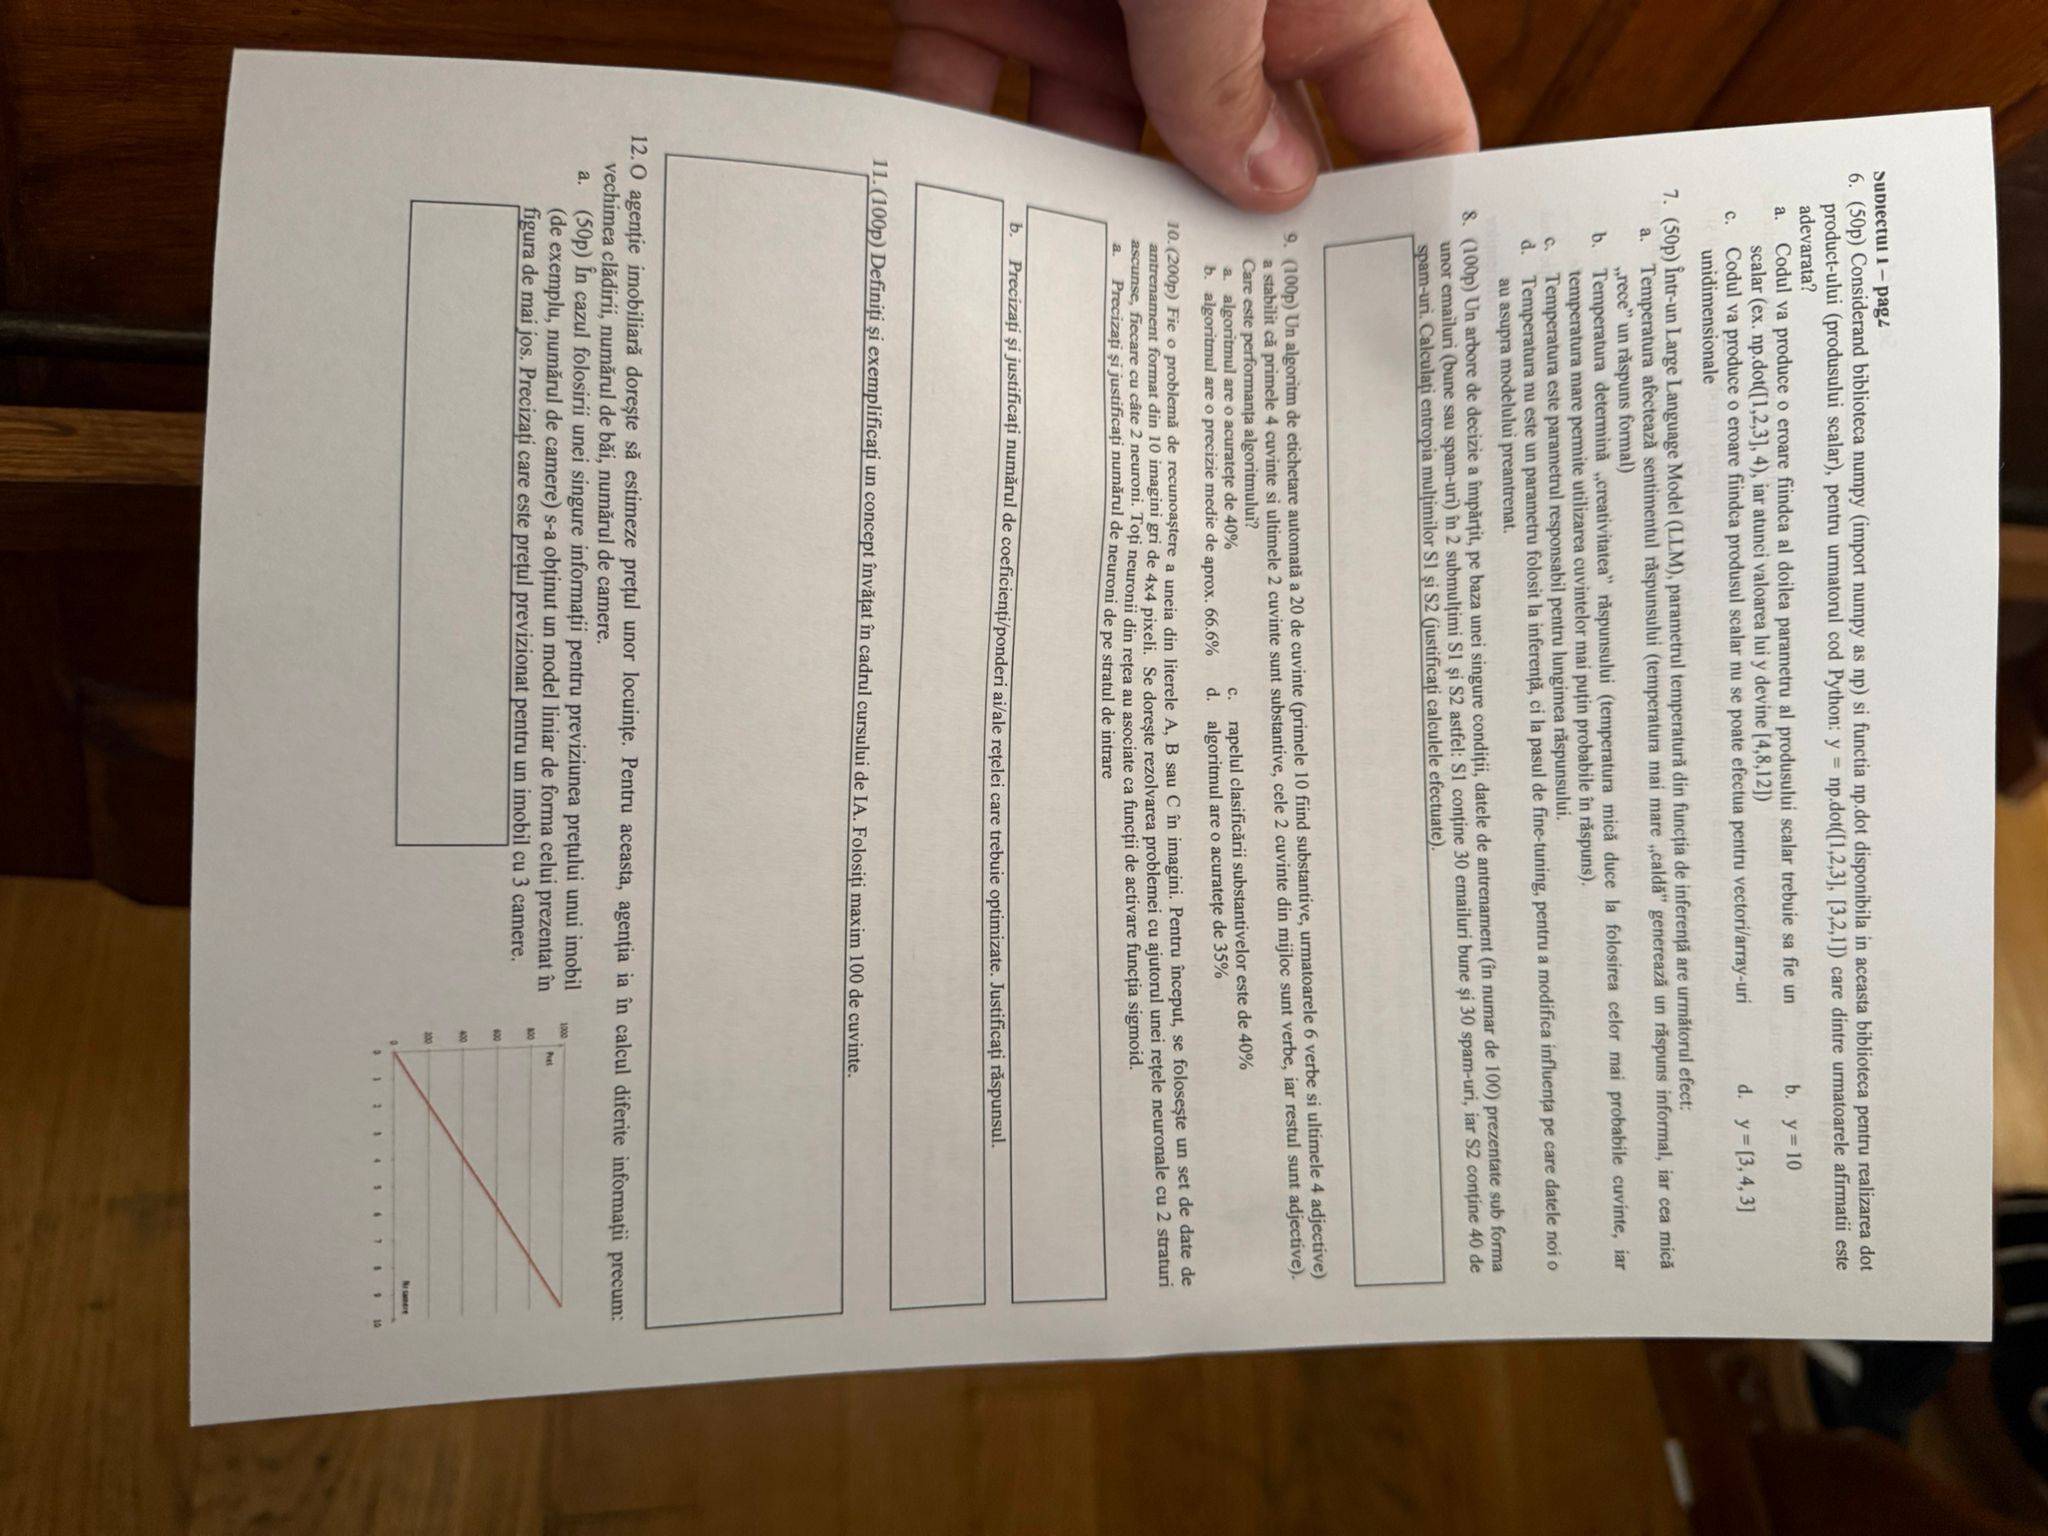 Subiectul 1 – pag2
6. (50p) Considerand biblioteca numpy (import numpy as np) si functia np.dot disponibila in aceasta biblioteca pentru realizarea dot
product-ului (produsului scalar), pentru urmatorul cod Python: y = np.dot([1,2,3], [3,2,1]) care dintre urmatoarele afirmatii este
adevarata?
a. Codul va produce o eroare fiindca al doilea parametru al produsului scalar trebuie sa fie un
scalar (ex. np.dot([1,2,3], 4), iar atunci valoarea lui y devine [4,8,12])
b. y = 10
c. Codul va produce o eroare fiindca produsul scalar nu se poate efectua pentru vectori/array-uri
unidimensionale
d. y = [3, 4, 3]
7. (50p) Într-un Large Language Model (LLM), parametrul temperatură din funcția de inferență are următorul efect:
a. Temperatura afectează sentimentul răspunsului (temperatura mai mare „caldă” generează un răspuns informal, iar cea mică
„rece” un răspuns formal)
b. Temperatura determină „creativitatea” răspunsului (temperatura mică duce la folosirea celor mai probabile cuvinte, iar
temperatura mare permite utilizarea cuvintelor mai puțin probabile în răspuns).
c. Temperatura este parametrul responsabil pentru lungimea răspunsului.
d. Temperatura nu este un parametru folosit la inferență, ci la pasul de fine-tuning, pentru a modifica influența pe care datele noi o
au asupra modelului preantrenat.
8. (100p) Un arbore de decizie a împărțit, pe baza unei singure condiții, datele de antrenament (în numar de 100) prezentate sub forma
unor emailuri (bune sau spam-uri) în 2 submulțimi S1 și S2 astfel: S1 conține 30 emailuri bune și 30 spam-uri, iar S2 conține 40 de
spam-uri. Calculați entropia mulțimilor S1 și S2 (justificați calculele efectuate).
9. (100p) Un algoritm de etichetare automată a 20 de cuvinte (primele 10 fiind substantive, urmatoarele 6 verbe si ultimele 4 adjective)
a stabilit că primele 4 cuvinte si ultimele 2 cuvinte sunt substantive, cele 2 cuvinte din mijloc sunt verbe, iar restul sunt adjective).
Care este performanța algoritmului?
a. algoritmul are o acuratețe de 40%
b. algoritmul are o precizie medie de aprox. 66.6%
c. rapelul clasificării substantivelor este de 40%
d. algoritmul are o acuratețe de 35%
10.(200p) Fie o problemă de recunoaștere a uneia din literele A, B sau C în imagini. Pentru început, se folosește un set de date de
antrenament format din 10 imagini gri de 4x4 pixeli. Se dorește rezolvarea problemei cu ajutorul unei rețele neuronale cu 2 straturi
ascunse, fiecare cu câte 2 neuroni. Toți neuronii din rețea au asociate ca funcții de activare funcția sigmoid.
a. Precizați și justificați numărul de neuroni de pe stratul de intrare
b. Precizați și justificați numărul de coeficienți/ponderi ai/ale rețelei care trebuie optimizate. Justificați răspunsul.
11.(100p) Definiți și exemplificați un concept învățat în cadrul cursului de IA. Folosiți maxim 100 de cuvinte.
12.O agenție imobiliară dorește să estimeze prețul unor locuințe. Pentru aceasta, agenția ia în calcul diferite informații precum:
vechimea clădirii, numărul de băi, numărul de camere.
a. (50p) În cazul folosirii unei singure informații pentru previziunea prețului unui imobil
(de exemplu, numărul de camere) s-a obținut un model liniar de forma celui prezentat în
figura de mai jos. Precizați care este prețul previzionat pentru un imobil cu 3 camere.
1000
Pret
800
600
400
200
0
Nr camere
0 1 2 3 4 5 6 7 8 9 10